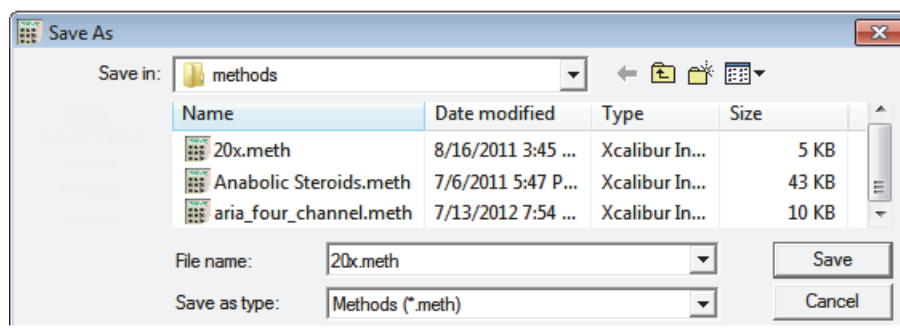 Save As
Save in: methods
Name Date modified Type Size
20x.meth 8/16/2011 3:45 ... Xcalibur In... 5 KB
Anabolic Steroids.meth 7/6/2011 5:47 P... Xcalibur In... 43 KB
aria_four_channel.meth 7/13/2012 7:54 ... Xcalibur In... 10 KB
File name: 20x.meth Save
Save as type: Methods (*.meth) Cancel